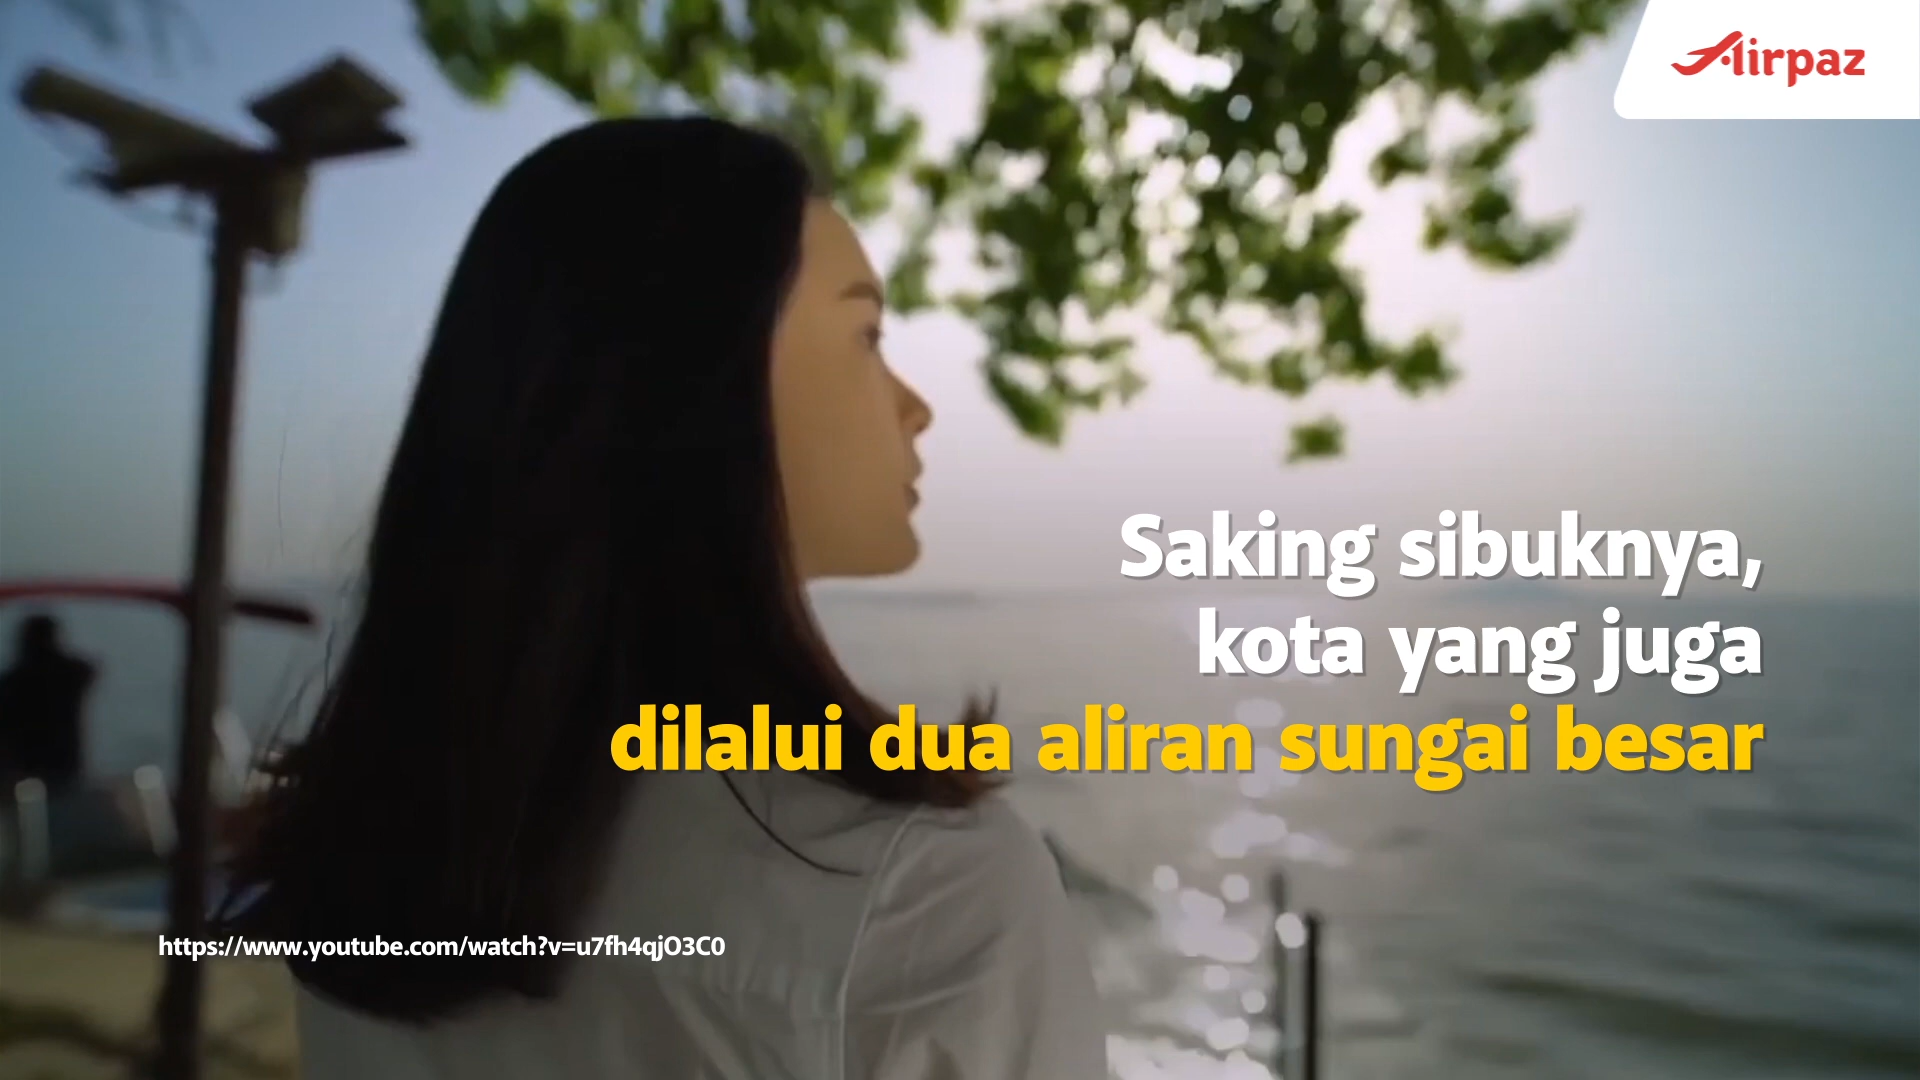 Airpaz
Saking sibuknya,
kota yang juga
dilalui dua aliran sungai besar
https://www.youtube.com/watch?v=u7fh4qjO3C0